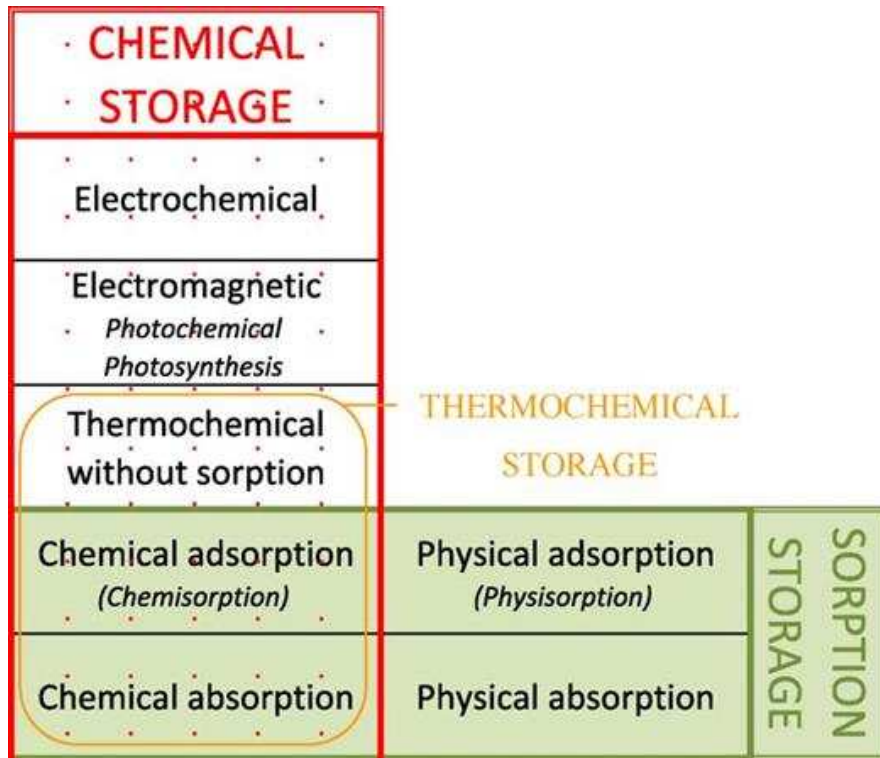 CHEMICAL
STORAGE
Electrochemical
Electromagnetic
Photochemical
Photosynthesis
Thermochemical
without sorption
THERMOCHEMICAL
STORAGE
Chemical adsorption
(Chemisorption)
Physical adsorption
(Physisorption)
Chemical absorption
Physical absorption
SORPTION
STORAGE